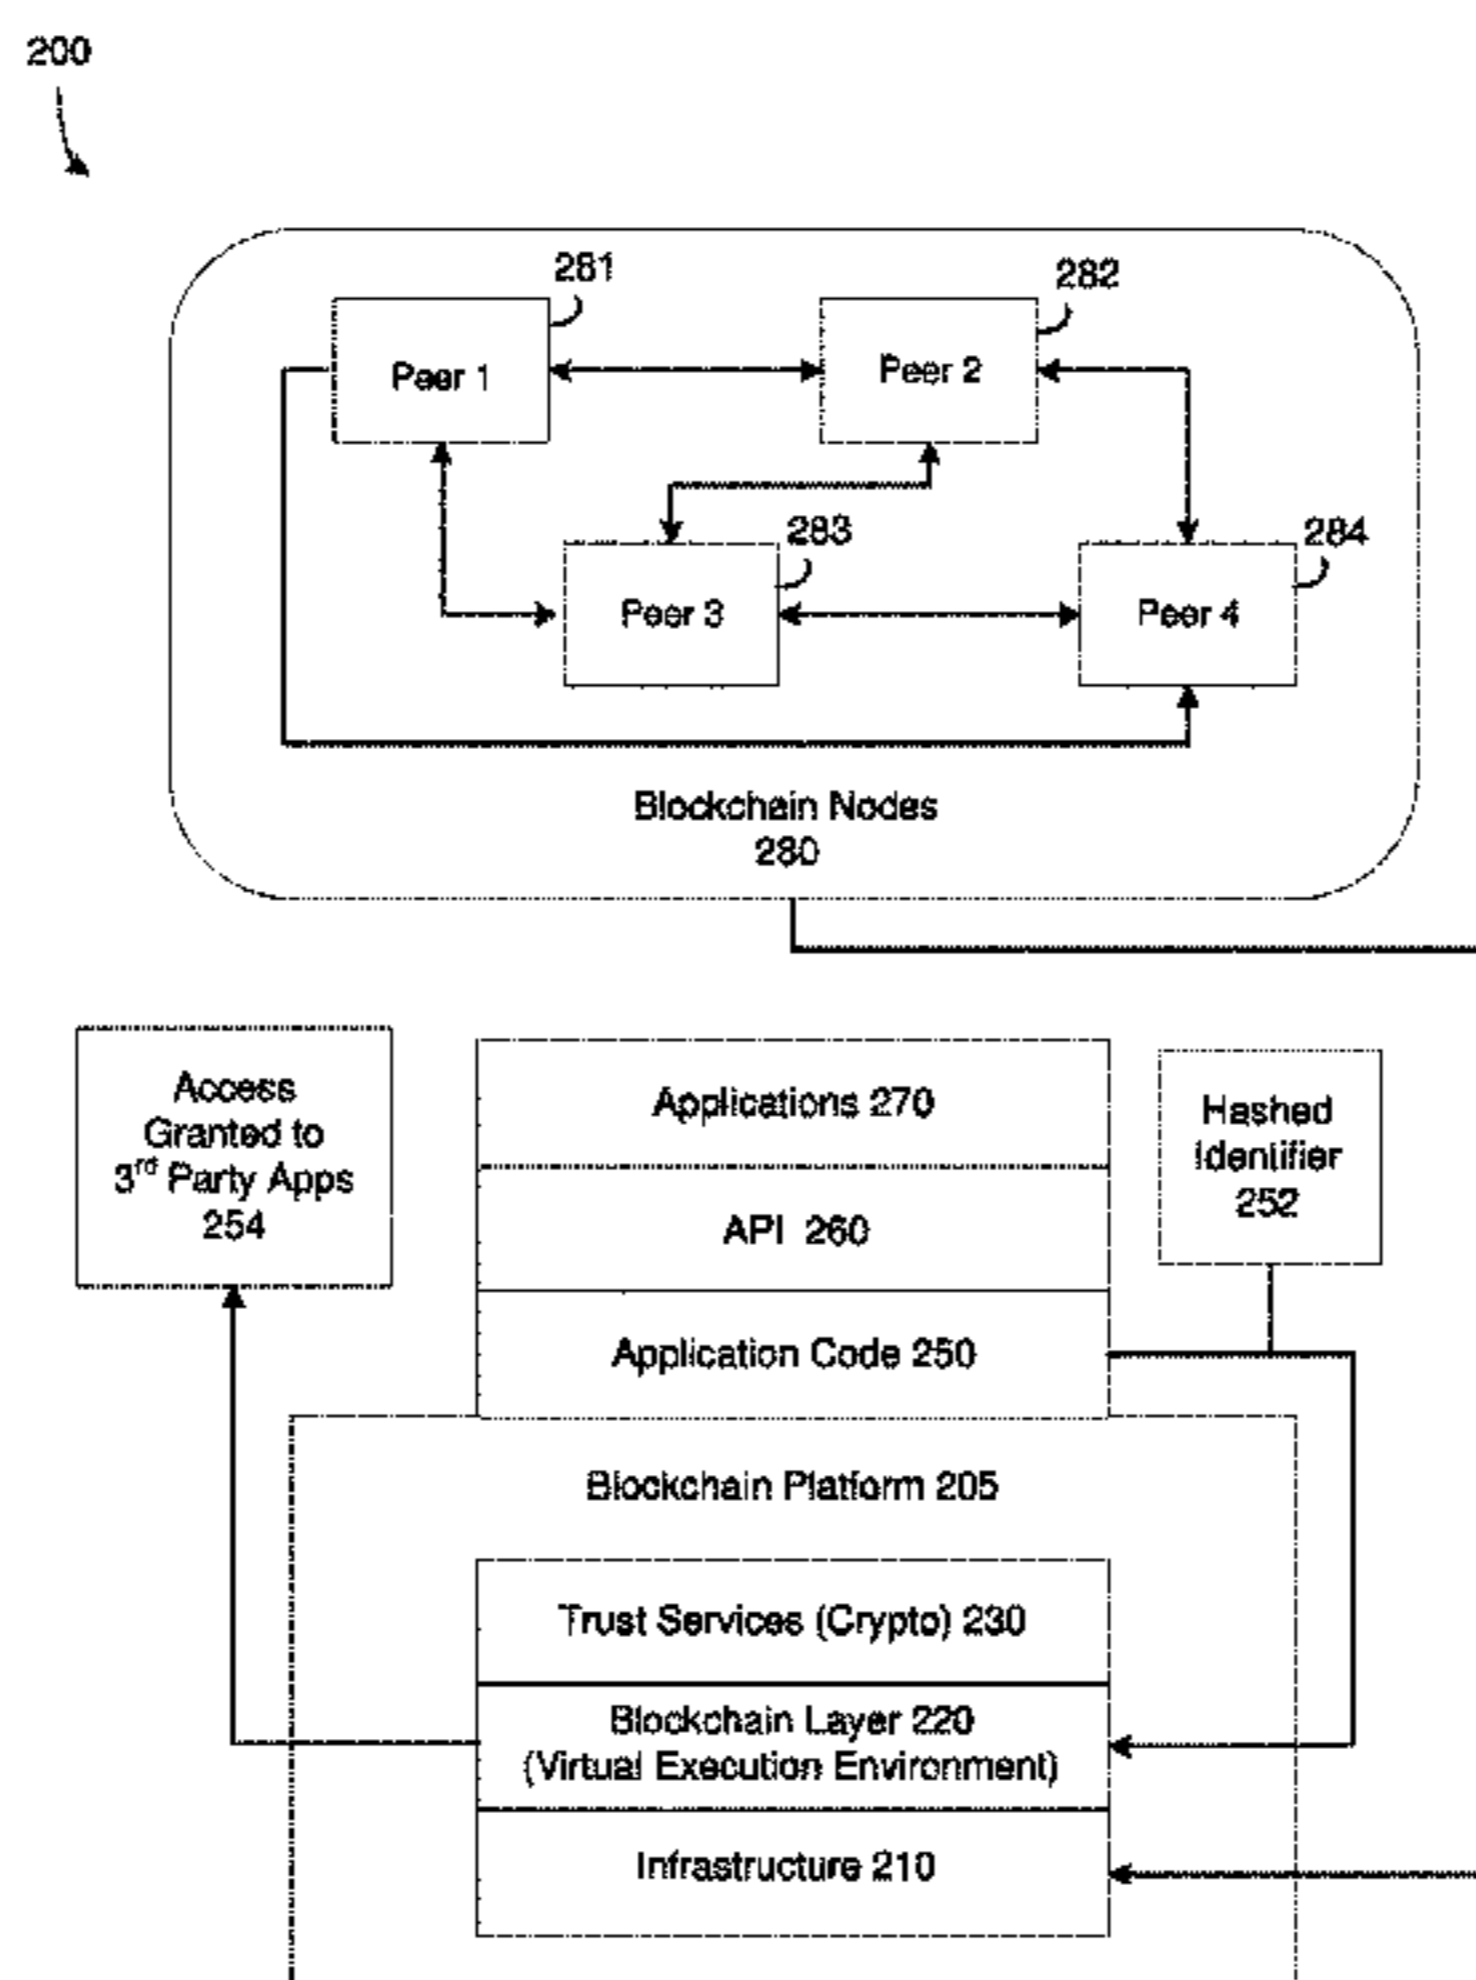 200
281
282
Peer 1
Peer 2
283
284
Peer 3
Peer 4
Blockchain Nodes
280
Access
Granted to
3rd Party Apps
254
Applications 270
API 260
Application Code 250
Hashed
Identifier
252
Blockchain Platform 205
Trust Services (Crypto) 230
Blockchain Layer 220
(Virtual Execution Environment)
Infrastructure 210